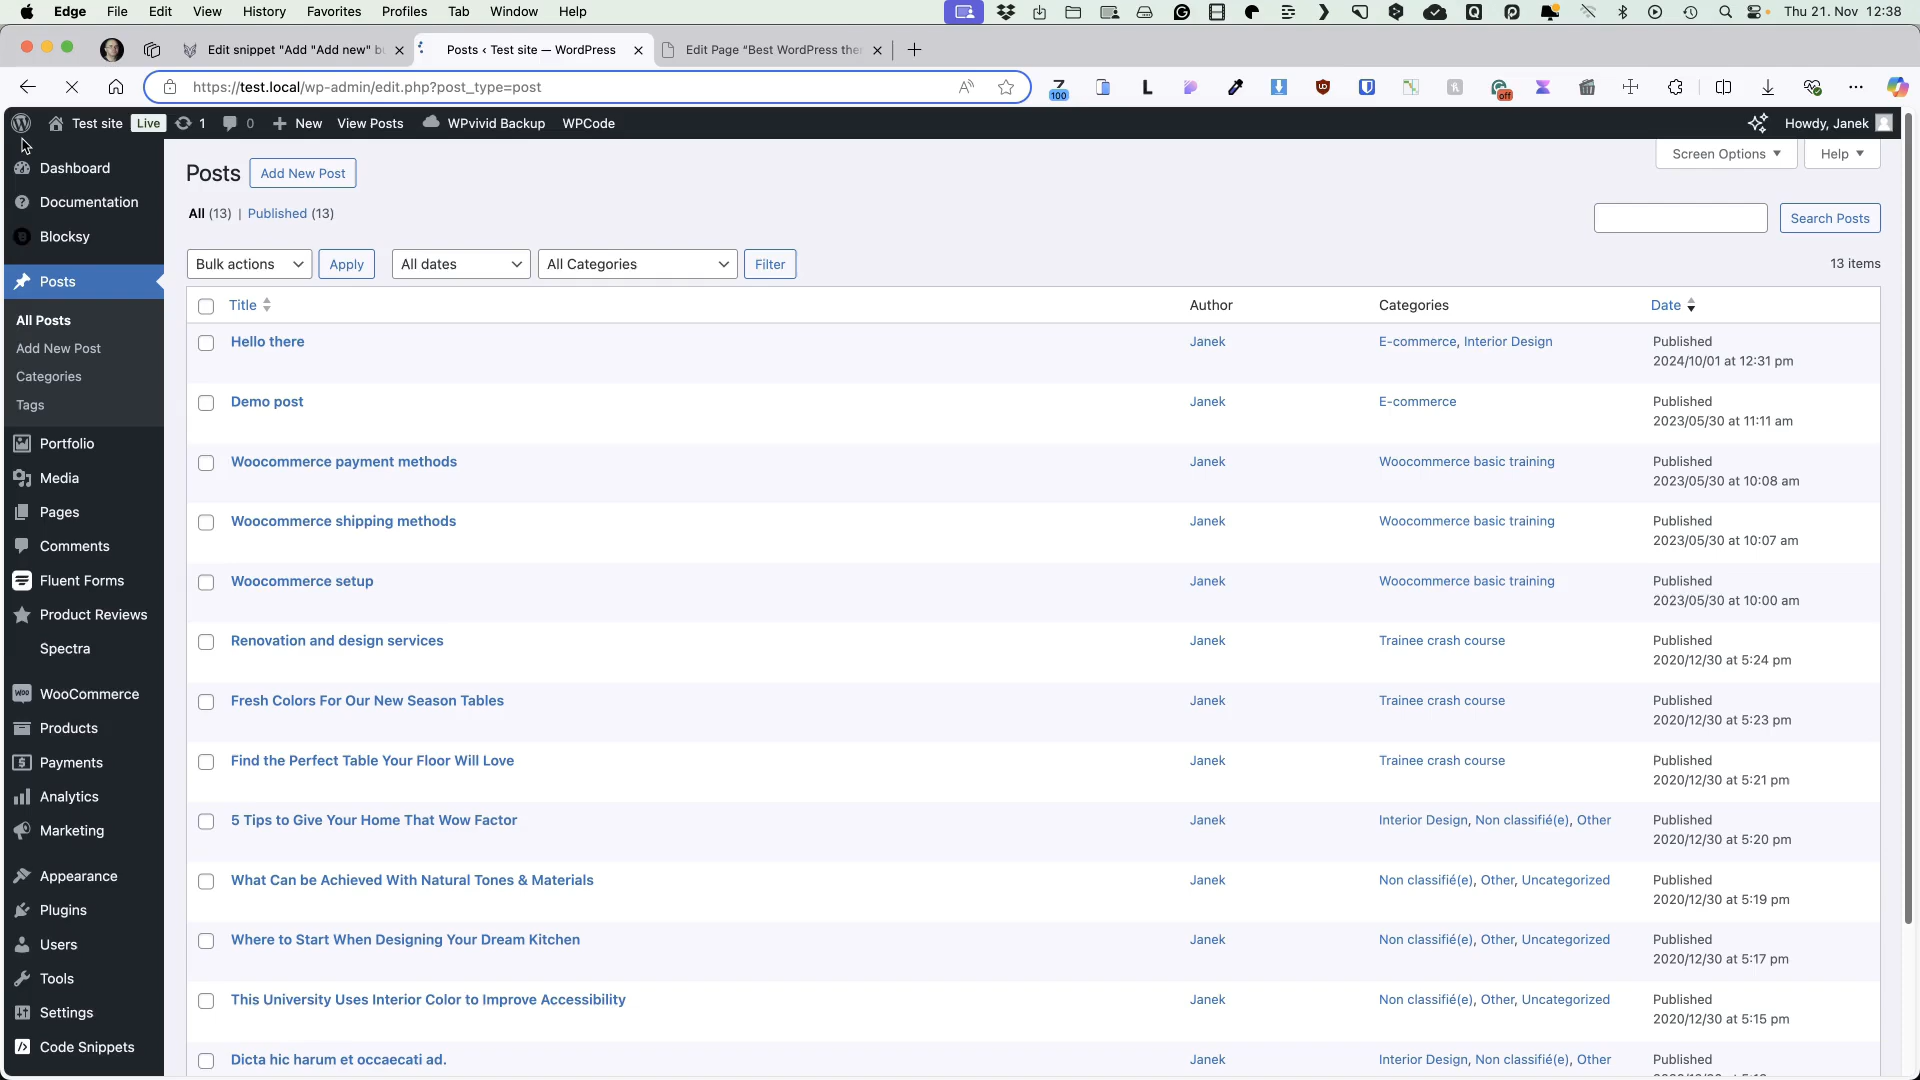 Edge File Edit View History Favorites Profiles Tab Window Help Thu 21. Nov 12:38
Edit snippet "Add "Add new" bu Posts ‹ Test site — WordPress Edit Page "Best WordPress the
https://test.local/wp-admin/edit.php?post_type=post 100 off
Test site Live 1 0 New View Posts WPvivid Backup WPCode Howdy, Janek
Dashboard
Documentation
Blocksy
Posts
All Posts
Add New Post
Categories
Tags
Portfolio
Media
Pages
Comments
Fluent Forms
Product Reviews
Spectra
WooCommerce
Products
Payments
Analytics
Marketing
Appearance
Plugins
Users
Tools
Settings
Code Snippets
Screen Options Help
Posts Add New Post
All (13) | Published (13)
Search Posts
Bulk actions Apply All dates All Categories Filter 13 items
Title Author Categories Date
Hello there Janek E-commerce, Interior Design Published
2024/10/01 at 12:31 pm
Demo post Janek E-commerce Published
2023/05/30 at 11:11 am
Woocommerce payment methods Janek Woocommerce basic training Published
2023/05/30 at 10:08 am
Woocommerce shipping methods Janek Woocommerce basic training Published
2023/05/30 at 10:07 am
Woocommerce setup Janek Woocommerce basic training Published
2023/05/30 at 10:00 am
Renovation and design services Janek Trainee crash course Published
2020/12/30 at 5:24 pm
Fresh Colors For Our New Season Tables Janek Trainee crash course Published
2020/12/30 at 5:23 pm
Find the Perfect Table Your Floor Will Love Janek Trainee crash course Published
2020/12/30 at 5:21 pm
5 Tips to Give Your Home That Wow Factor Janek Interior Design, Non classifié(e), Other Published
2020/12/30 at 5:20 pm
What Can be Achieved With Natural Tones & Materials Janek Non classifié(e), Other, Uncategorized Published
2020/12/30 at 5:19 pm
Where to Start When Designing Your Dream Kitchen Janek Non classifié(e), Other, Uncategorized Published
2020/12/30 at 5:17 pm
This University Uses Interior Color to Improve Accessibility Janek Non classifié(e), Other, Uncategorized Published
2020/12/30 at 5:15 pm
Dicta hic harum et occaecati ad. Janek Interior Design, Non classifié(e), Other Published